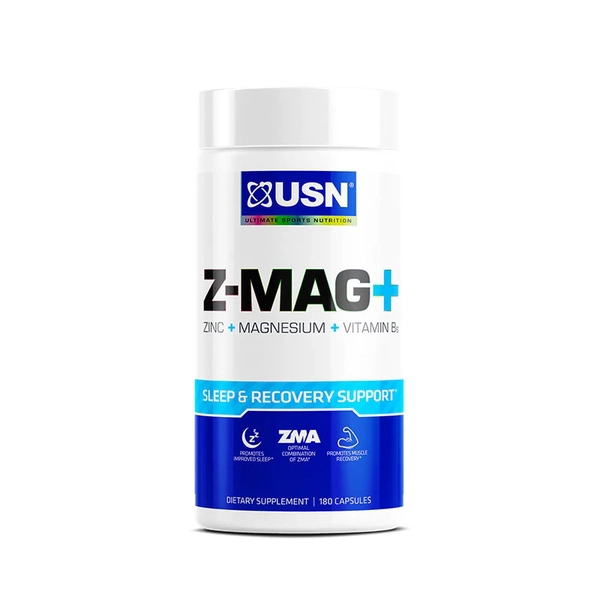 USN®
ULTIMATE SPORTS NUTRITION
Z-MAG+
ZINC + MAGNESIUM + VITAMIN B₆
SLEEP & RECOVERY SUPPORT*
zz
PROMOTES
IMPROVED SLEEP*
ZMA
OPTIMAL
COMBINATION
OF ZMA*
PROMOTES MUSCLE
RECOVERY*
DIETARY SUPPLEMENT | 180 CAPSULES